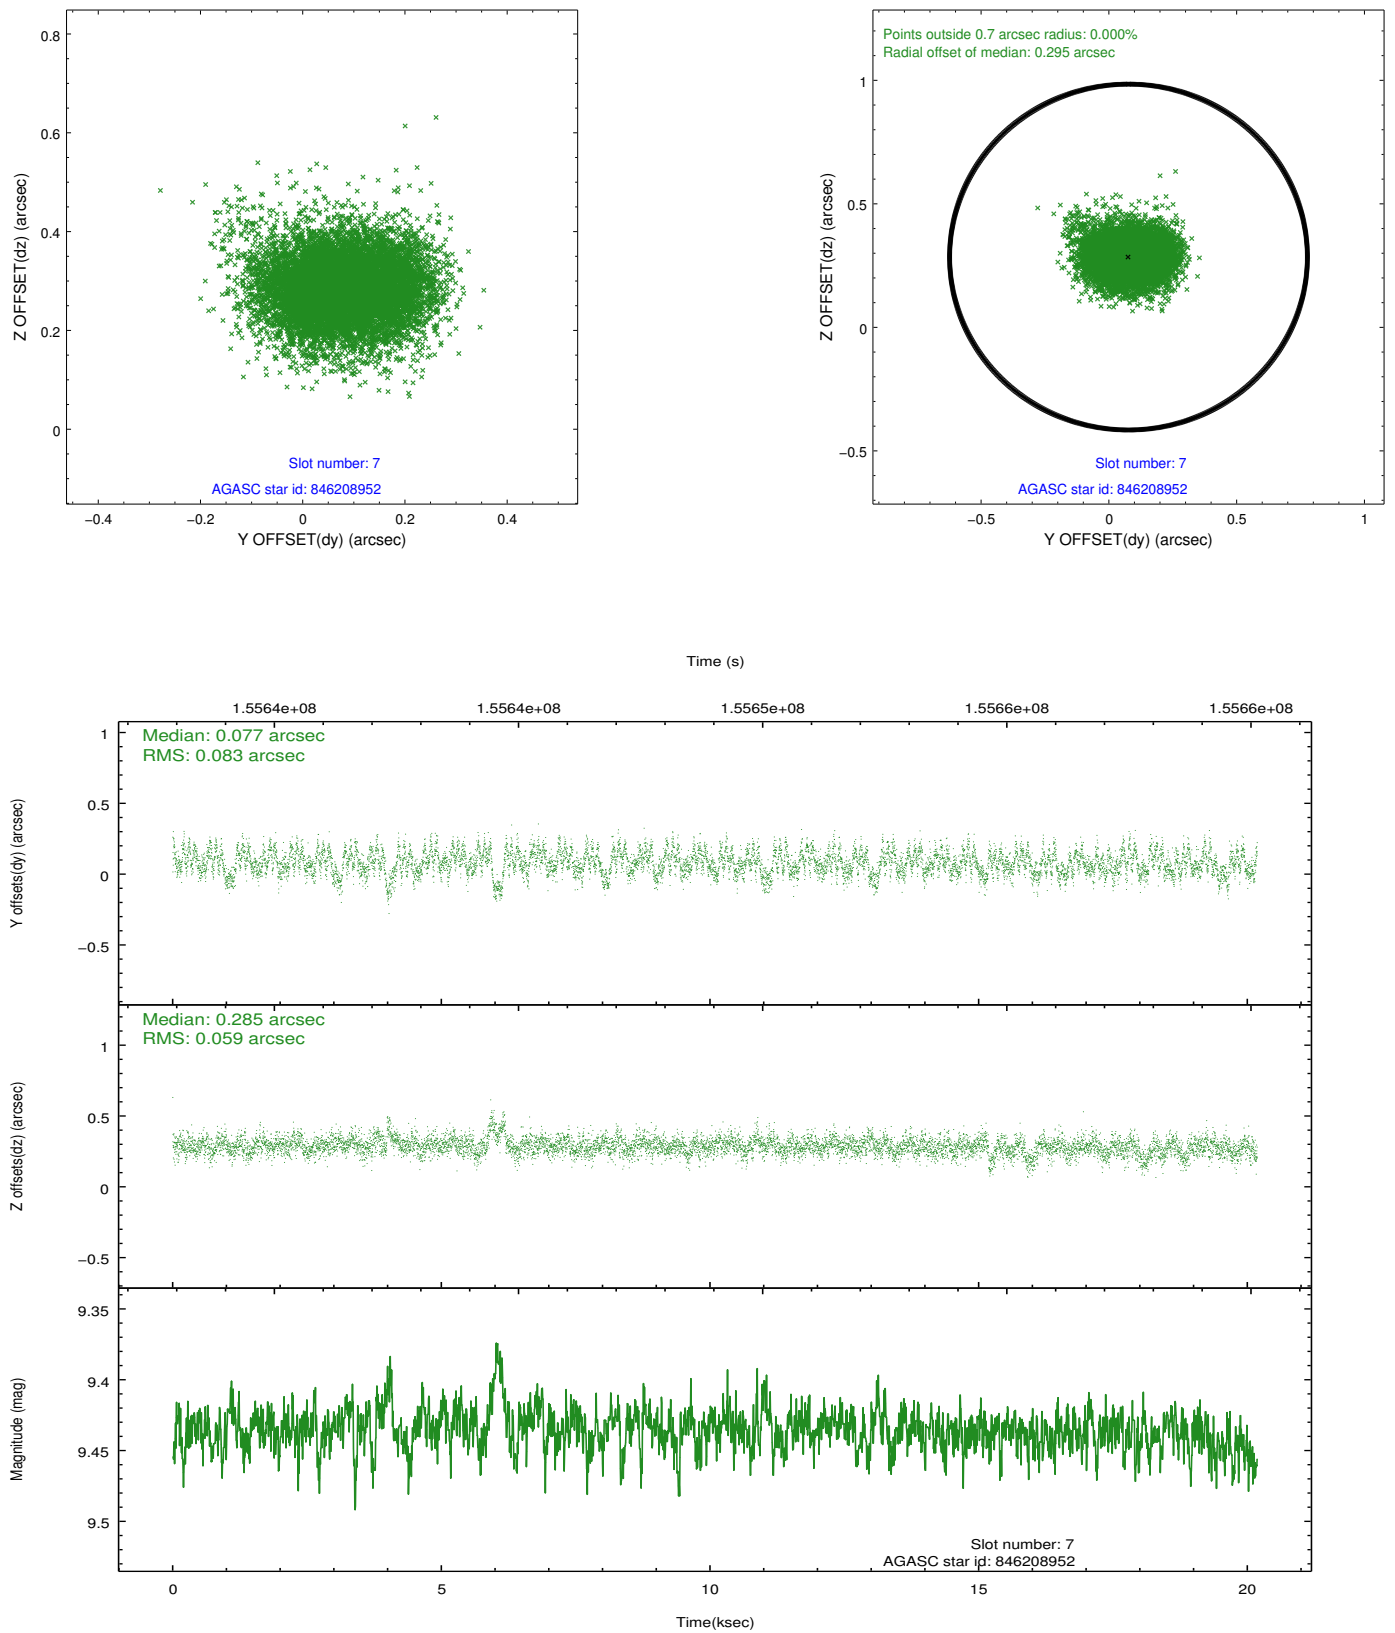 0.8
0.6
0.4
0.2
0
Z OFFSET(dz) (arcsec)
Slot number: 7
AGASC star id: 846208952
−0.4 −0.2 0 0.2 0.4
Y OFFSET(dy) (arcsec)
Points outside 0.7 arcsec radius: 0.000%
Radial offset of median: 0.295 arcsec
1
0.5
0
−0.5
Z OFFSET(dz) (arcsec)
Slot number: 7
AGASC star id: 846208952
−0.5 0 0.5 1
Y OFFSET(dy) (arcsec)
Time (s)
1.5564e+08 1.5564e+08 1.5565e+08 1.5566e+08 1.5566e+08
Median: 0.077 arcsec
RMS: 0.083 arcsec
1
0.5
0
−0.5
Y offsets(dy) (arcsec)
Median: 0.285 arcsec
RMS: 0.059 arcsec
1
0.5
0
−0.5
Z offsets(dz) (arcsec)
9.35
9.4
9.45
9.5
Magnitude (mag)
Slot number: 7
AGASC star id: 846208952
0 5 10 15 20
Time(ksec)